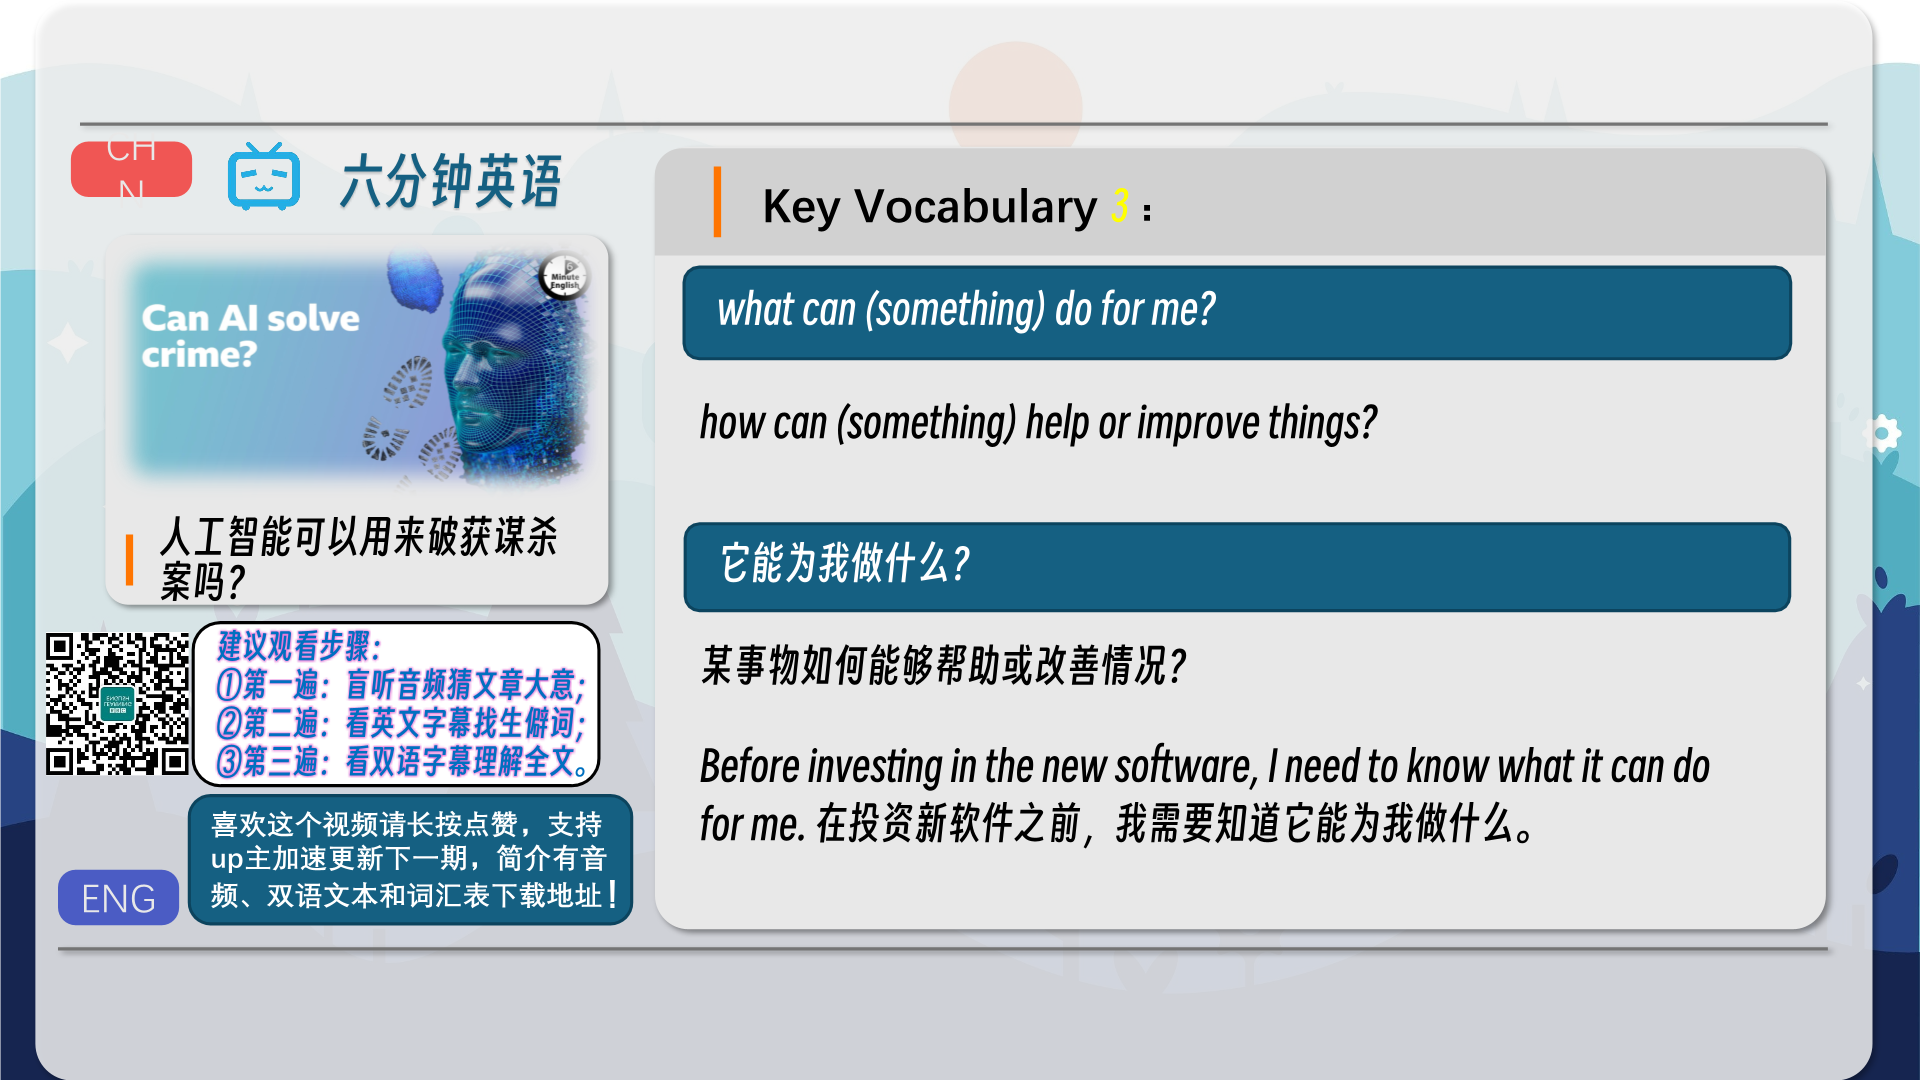 CH
N
六分钟英语
Can AI solve
crime?
6
Minute
English
人工智能可以用来破获谋杀
案吗？
建议观看步骤：
①第一遍：盲听音频猜文章大意；
②第二遍：看英文字幕找生僻词；
③第三遍：看双语字幕理解全文。
喜欢这个视频请长按点赞，支持
up主加速更新下一期，简介有音
频、双语文本和词汇表下载地址！
ENG
Key Vocabulary 3：
what can (something) do for me?
how can (something) help or improve things?
它能为我做什么？
某事物如何能够帮助或改善情况？
Before investing in the new software, I need to know what it can do
for me. 在投资新软件之前，我需要知道它能为我做什么。